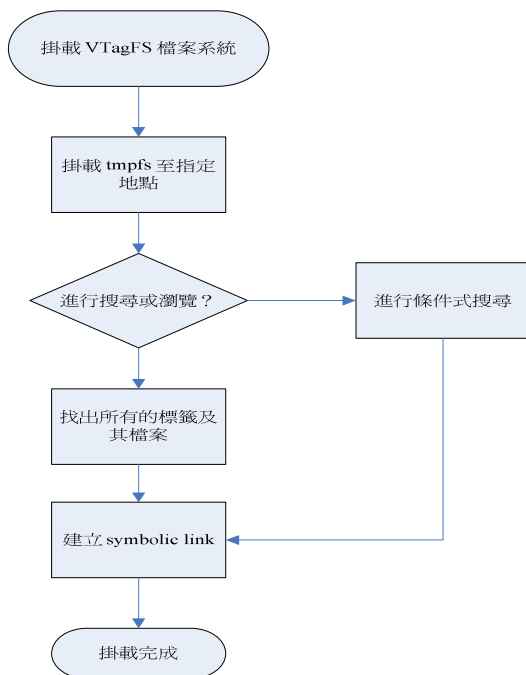 掛載 VTagFS 檔案系統
掛載 tmpfs 至指定
地點
進行搜尋或瀏覽？
進行條件式搜尋
找出所有的標籤及
其檔案
建立 symbolic link
掛載完成